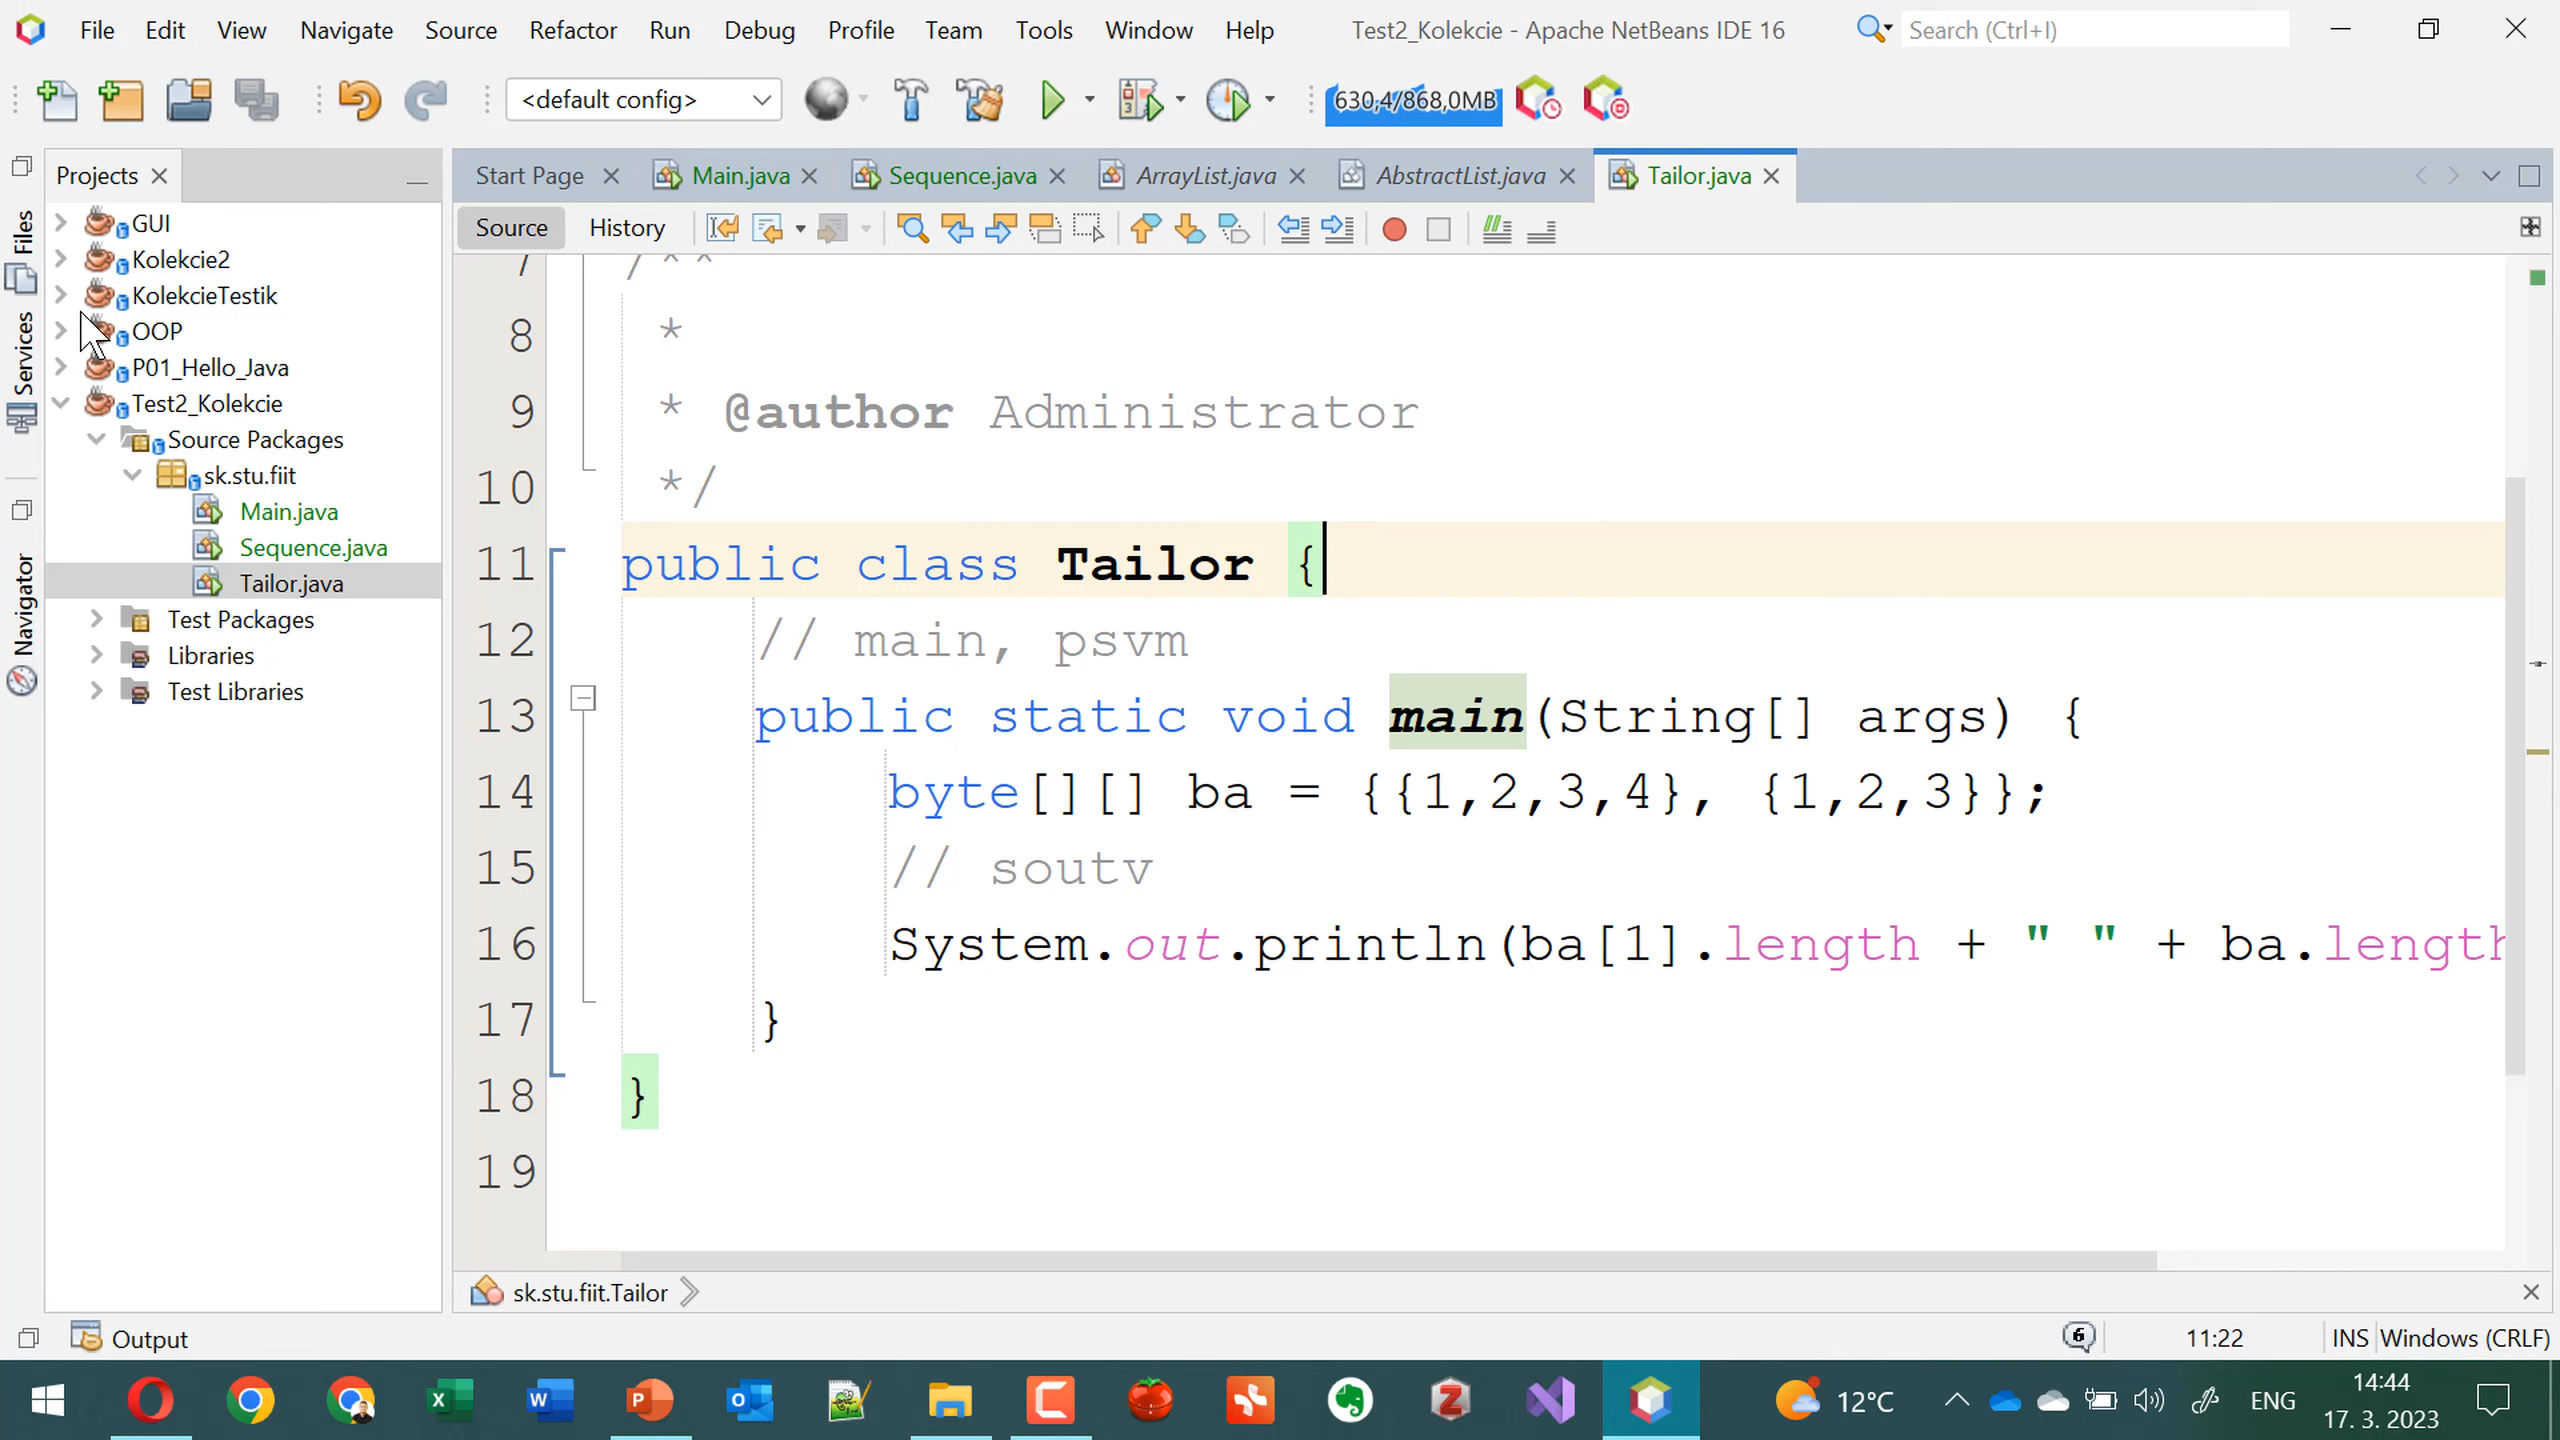 File Edit View Navigate Source Refactor Run Debug Profile Team Tools Window Help Test2_Kolekcie - Apache NetBeans IDE 16 Search (Ctrl+I)
<default config> 630,4/868,0MB
Projects
Start Page Main.java Sequence.java ArrayList.java AbstractList.java Tailor.java
Source History
Files
Services
Navigator
GUI
Kolekcie2
KolekcieTestik
OOP
P01_Hello_Java
Test2_Kolekcie
Source Packages
sk.stu.fiit
Main.java
Sequence.java
Tailor.java
Test Packages
Libraries
Test Libraries
7 /**
8 *
9 * @author Administrator
10 */
11 public class Tailor {
12 // main, psvm
13 public static void main(String[] args) {
14 byte[][] ba = {{1,2,3,4}, {1,2,3}};
15 // soutv
16 System.out.println(ba[1].length + " " + ba.length
17 }
18 }
19
sk.stu.fiit.Tailor
Output 6 11:22 INS Windows (CRLF)
12°C ENG 14:44
17. 3. 2023